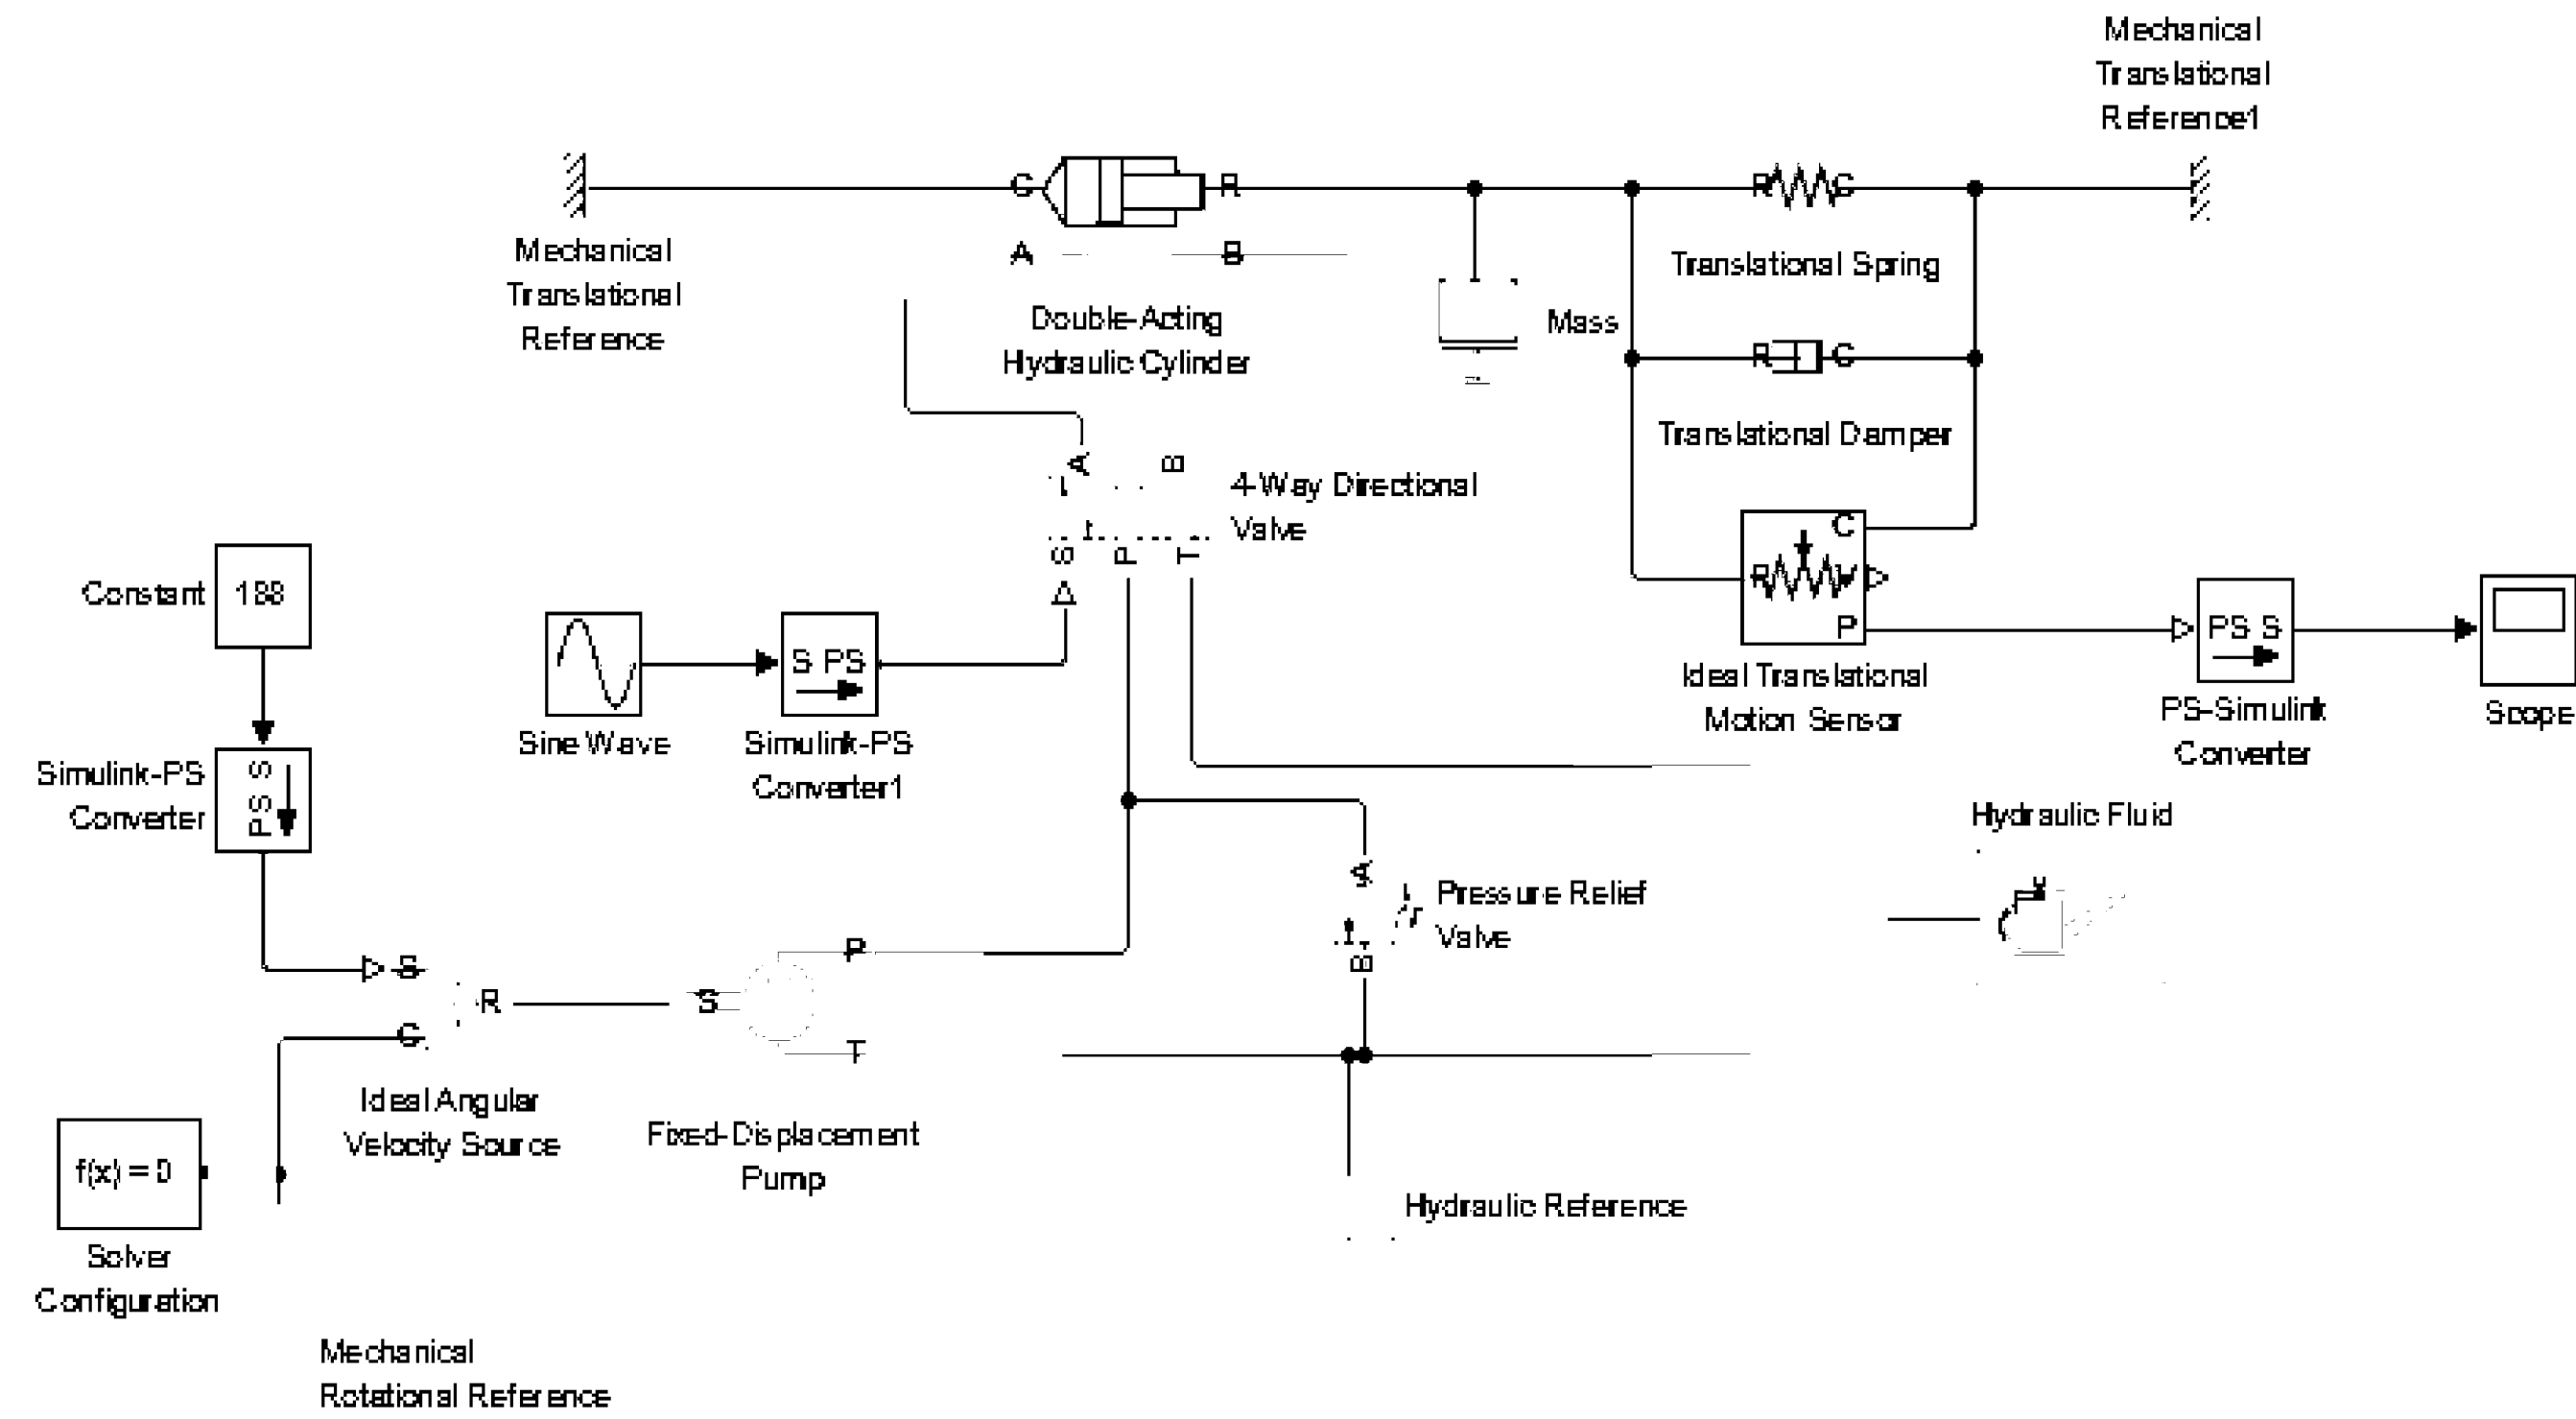 Mechanical
Translational
Reference1
C
R
R
C
Mechanical
Translational
Reference
A
B
Double-Acting
Hydraulic Cylinder
Mass
Translational Spring
R
C
Translational Damper
A
B
4-Way Directional
Valve
S
P
T
Constant
188
Sine Wave
S PS
Simulink-PS
Converter1
C
R
V
P
Ideal Translational
Motion Sensor
PS S
PS-Simulink
Converter
Scope
Simulink-PS
Converter
PS S
Hydraulic Fluid
A
Pressure Relief
Valve
B
S
R
C
Ideal Angular
Velocity Source
P
S
T
Fixed-Displacement
Pump
f(x) = 0
Solver
Configuration
Hydraulic Reference
Mechanical
Rotational Reference